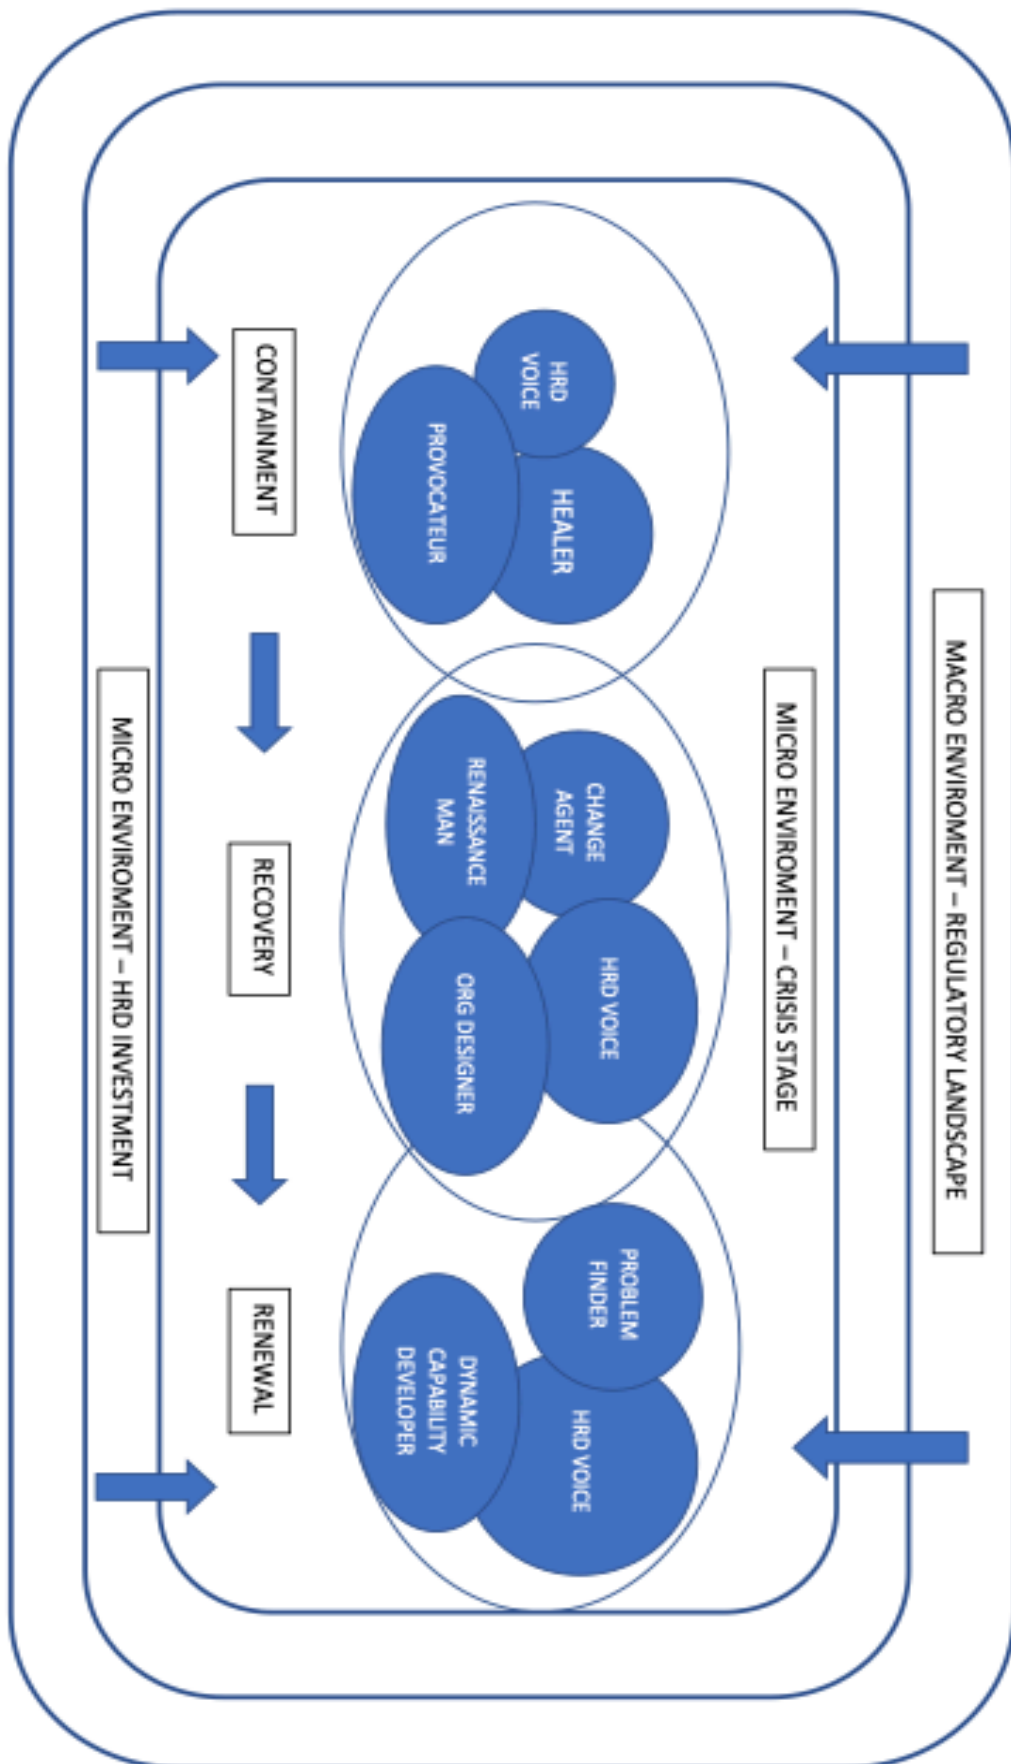 MACRO ENVIROMENT – REGULATORY LANDSCAPE
MICRO ENVIROMENT – CRISIS STAGE
HRD
VOICE
HEALER
PROVOCATEUR
CHANGE
AGENT
RENAISSANCE
MAN
HRD VOICE
ORG DESIGNER
PROBLEM
FINDER
HRD VOICE
DYNAMIC
CAPABILITY
DEVELOPER
CONTAINMENT
RECOVERY
RENEWAL
MICRO ENVIROMENT – HRD INVESTMENT